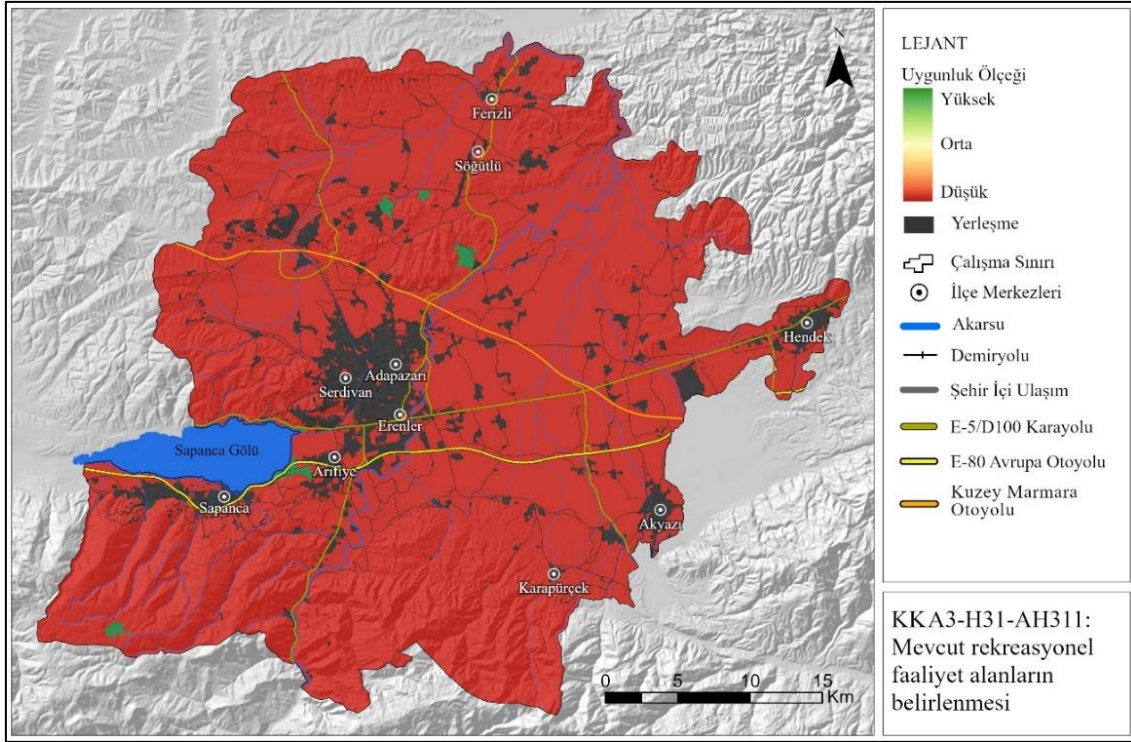 N
Ferizli
Söğütlü
Hendek
Adapazarı
Serdivan
Erenler
Sapanca Gölü
Arifiye
Sapanca
Akyazı
Karapürçek
0 2.5 5 10 15
Km
LEJANT
Uygunluk Ölçeği
Yüksek
Orta
Düşük
Yerleşme
Çalışma Sınırı
İlçe Merkezleri
Akarsu
Demiryolu
Şehir İçi Ulaşım
E-5/D100 Karayolu
E-80 Avrupa Otoyolu
Kuzey Marmara
Otoyolu
KKA3-H31-AH311:
Mevcut rekreasyonel
faaliyet alanların
belirlenmesi